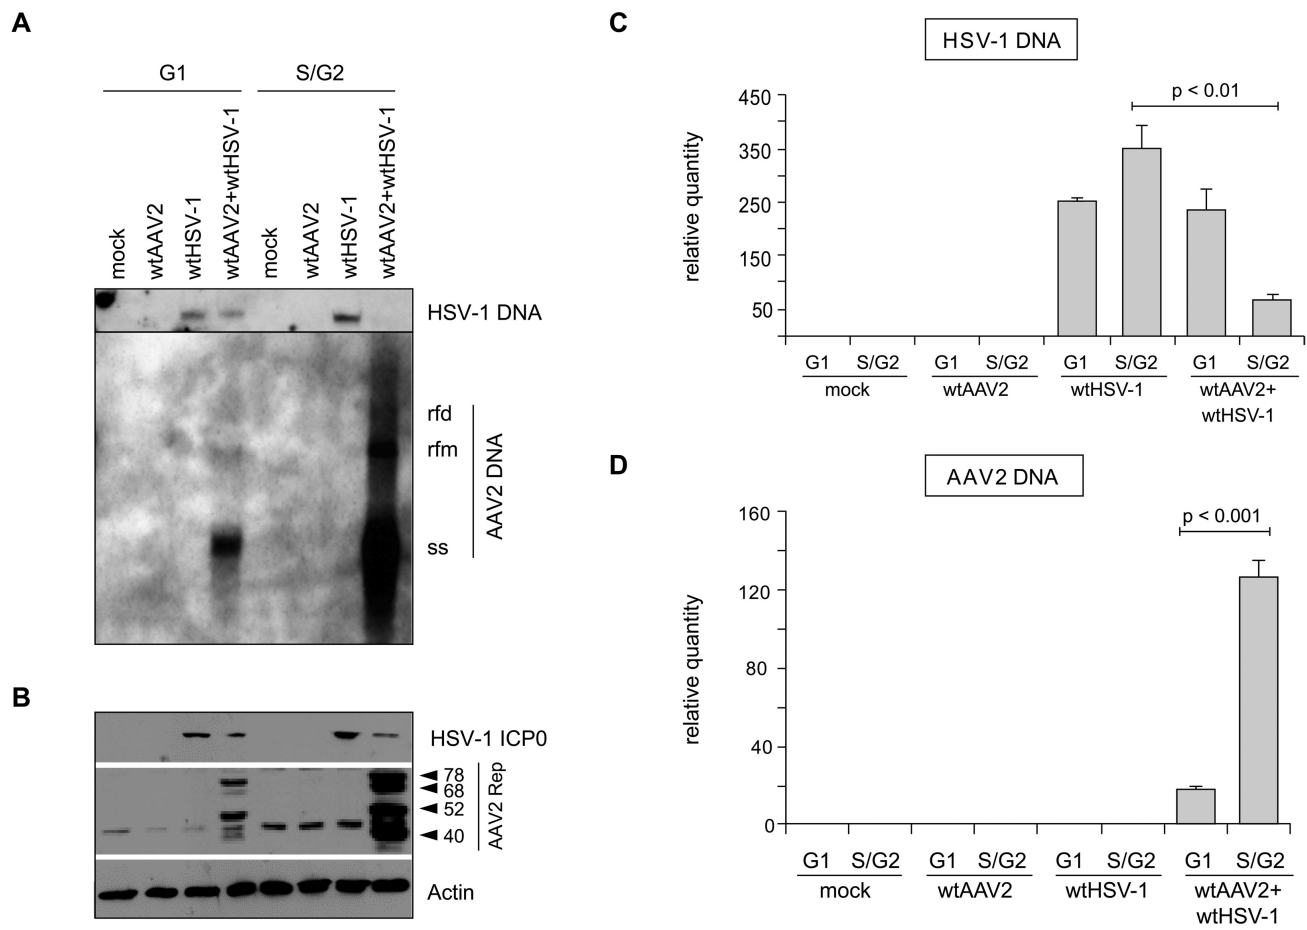 A
G1 S/G2
mock
wtAAV2
wtHSV-1
wtAAV2+wtHSV-1
mock
wtAAV2
wtHSV-1
wtAAV2+wtHSV-1
HSV-1 DNA
rfd
rfm
ss
AAV2 DNA
B
HSV-1 ICP0
78
68
52
40
AAV2 Rep
Actin
C
HSV-1 DNA
p < 0.01
relative quantity
450
350
250
150
50
G1 S/G2 G1 S/G2 G1 S/G2 G1 S/G2
mock wtAAV2 wtHSV-1 wtAAV2+
wtHSV-1
D
AAV2 DNA
p < 0.001
relative quantity
160
120
80
40
0
G1 S/G2 G1 S/G2 G1 S/G2 G1 S/G2
mock wtAAV2 wtHSV-1 wtAAV2+
wtHSV-1